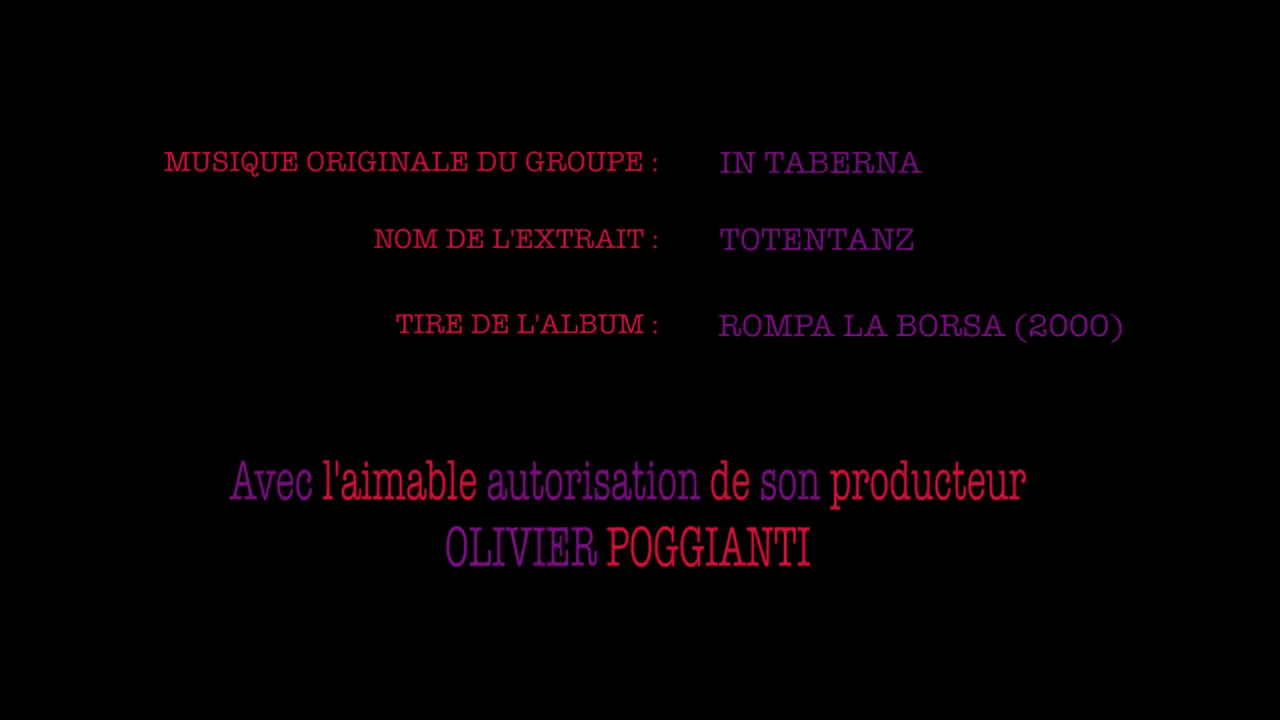 MUSIQUE ORIGINALE DU GROUPE : IN TABERNA
NOM DE L'EXTRAIT : TOTENTANZ
TIRE DE L'ALBUM : ROMPA LA BORSA (2000)
Avec l'aimable autorisation de son producteur
OLIVIER POGGIANTI